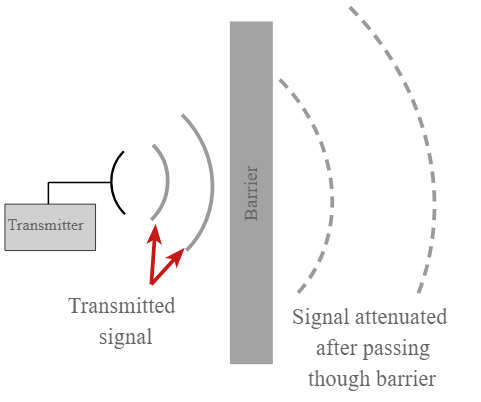 Transmitter
Transmitted
signal
Barrier
Signal attenuated
after passing
though barrier